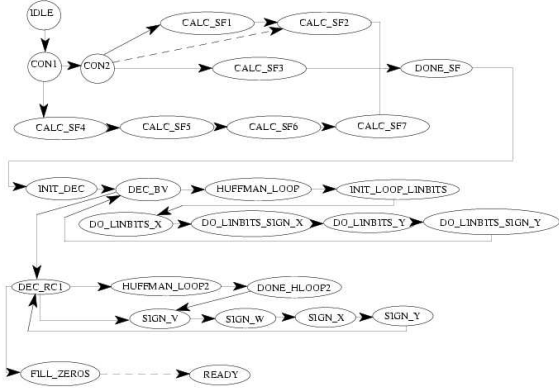 IDLE
CALC_SF1
CALC_SF2
CON1
CON2
CALC_SF3
DONE_SF
CALC_SF4
CALC_SF5
CALC_SF6
CALC_SF7
INIT_DEC
DEC_BV
HUFFMAN_LOOP
INIT_LOOP_LINBITS
DO_LINBITS_X
DO_LINBITS_SIGN_X
DO_LINBITS_Y
DO_LINBITS_SIGN_Y
DEC_RC1
HUFFMAN_LOOP2
DONE_HLOOP2
SIGN_V
SIGN_W
SIGN_X
SIGN_Y
FILL_ZEROS
READY